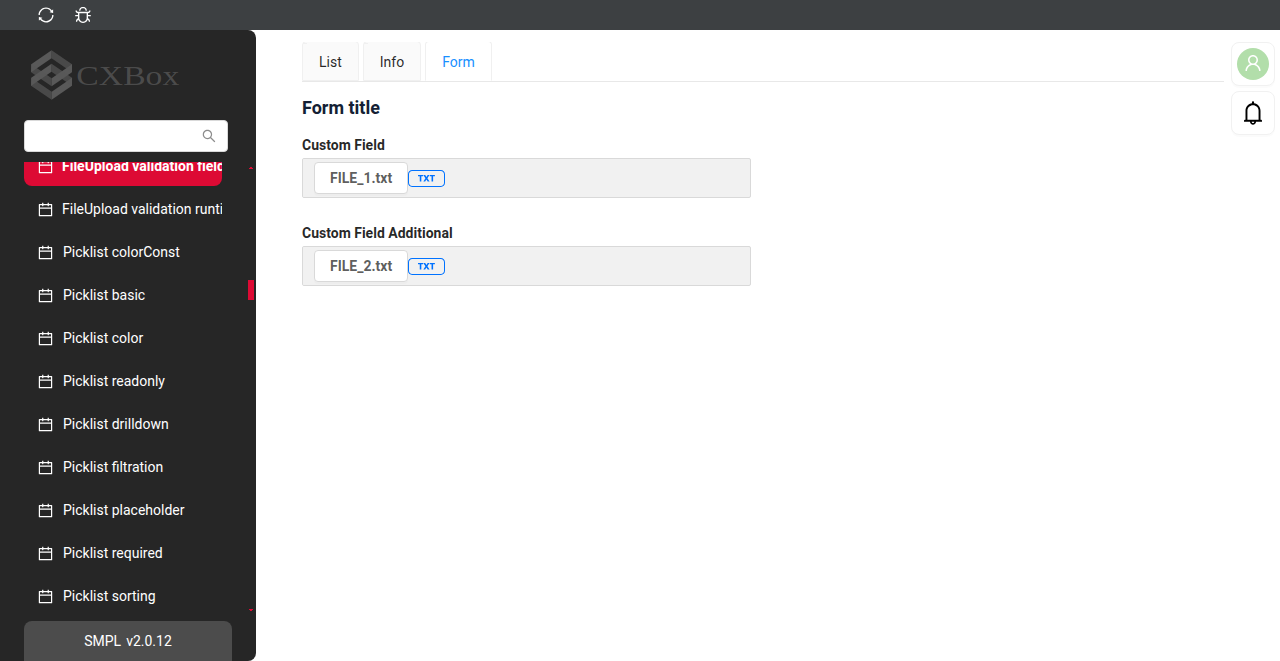 CXBox
FileUpload validation field
FileUpload validation runti
Picklist colorConst
Picklist basic
Picklist color
Picklist readonly
Picklist drilldown
Picklist filtration
Picklist placeholder
Picklist required
Picklist sorting
SMPL v2.0.12
List Info Form
Form title
Custom Field
FILE_1.txt TXT
Custom Field Additional
FILE_2.txt TXT